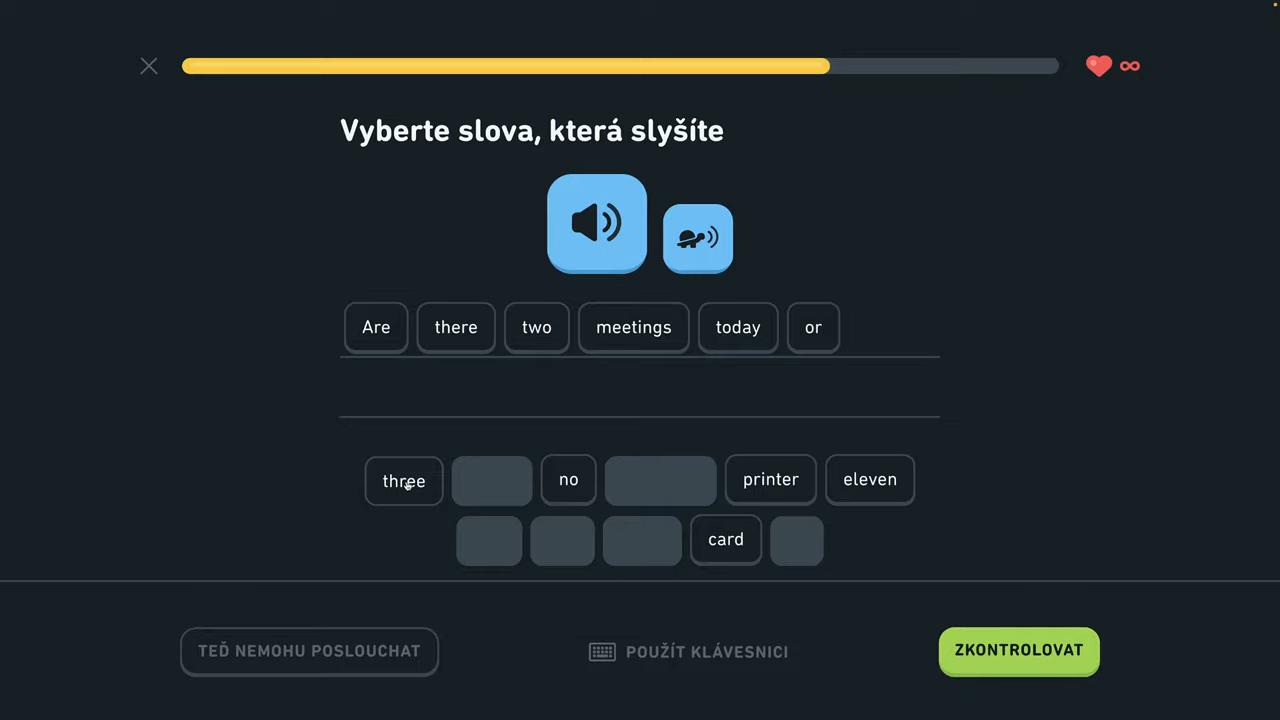 Vyberte slova, která slyšíte
Are there two meetings today or
three no printer eleven
card
TEĎ NEMOHU POSLOUCHAT POUŽÍT KLÁVESNICI ZKONTROLOVAT